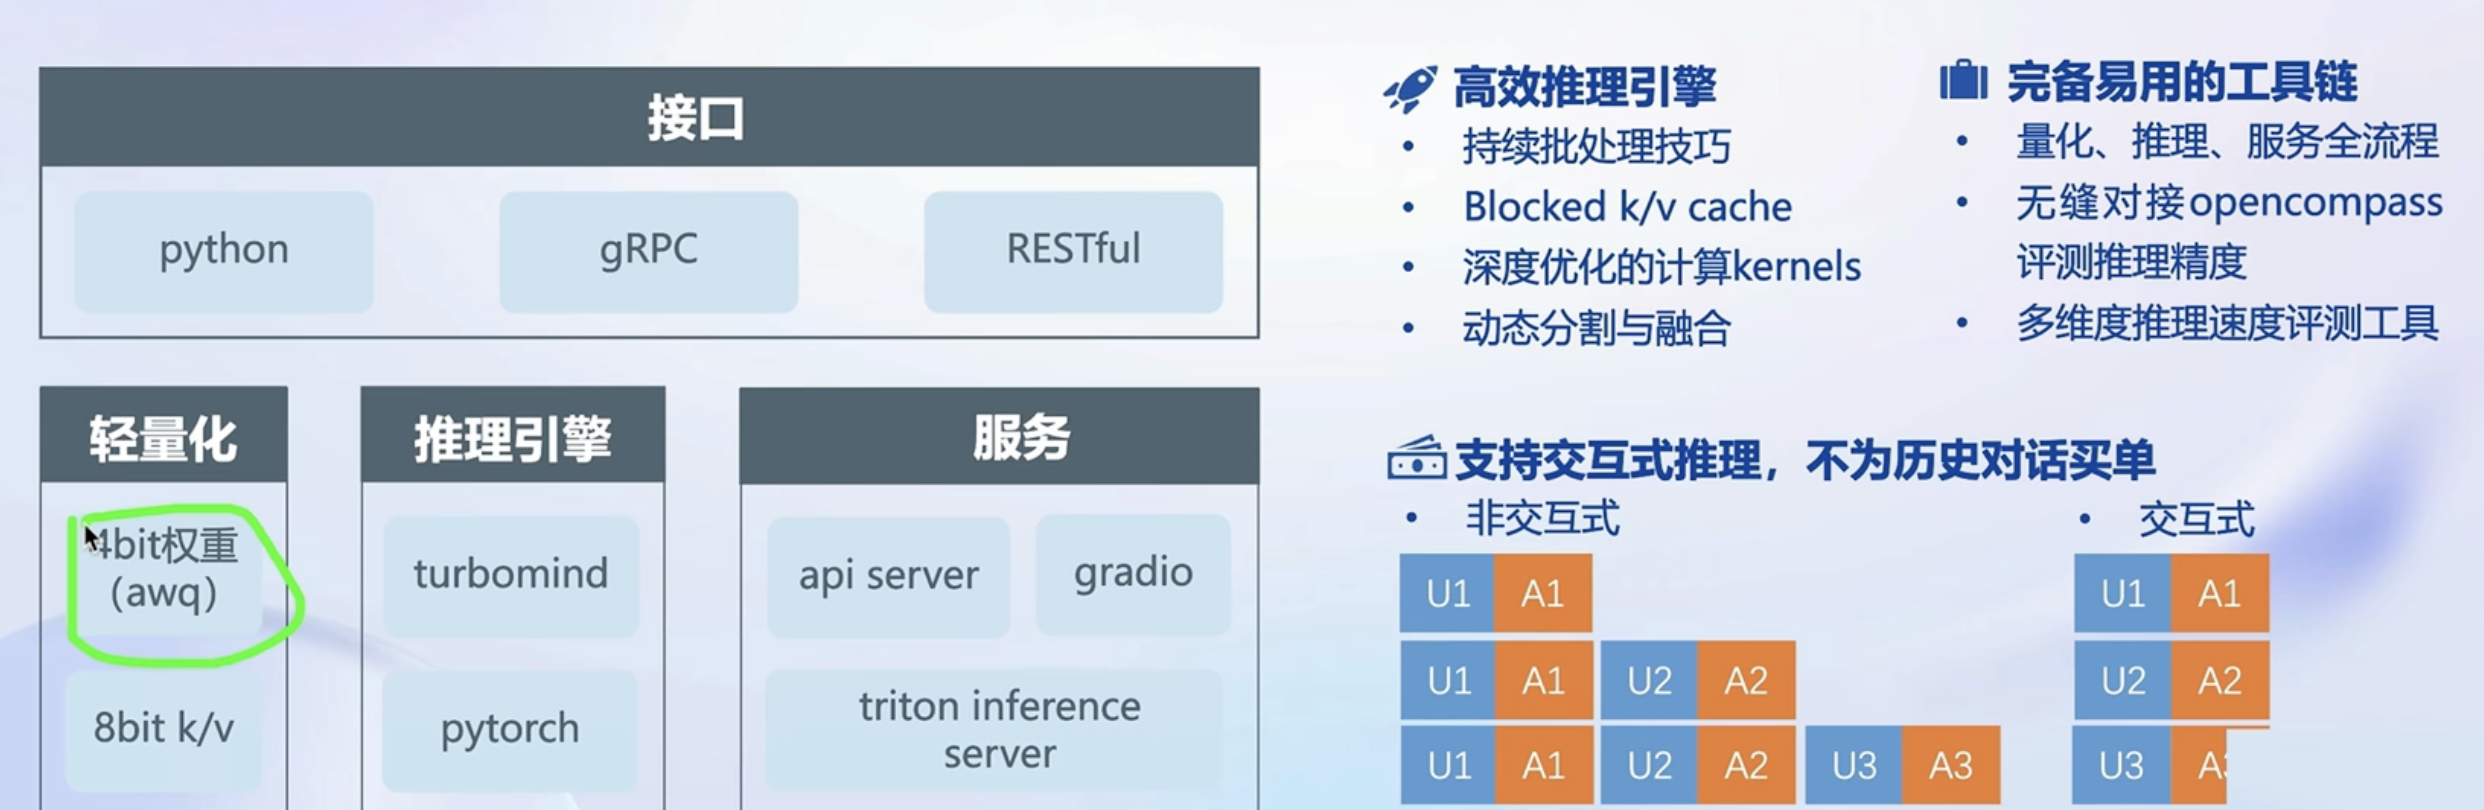 接口
python
gRPC
RESTful
轻量化
4bit权重
(awq)
8bit k/v
推理引擎
turbomind
pytorch
服务
api server
gradio
triton inference
server
高效推理引擎
• 持续批处理技巧
• Blocked k/v cache
• 深度优化的计算kernels
• 动态分割与融合
完备易用的工具链
• 量化、推理、服务全流程
• 无缝对接opencompass
评测推理精度
• 多维度推理速度评测工具
支持交互式推理，不为历史对话买单
• 非交互式
U1 A1
U1 A1 U2 A2
U1 A1 U2 A2 U3 A3
• 交互式
U1 A1
U2 A2
U3 A3